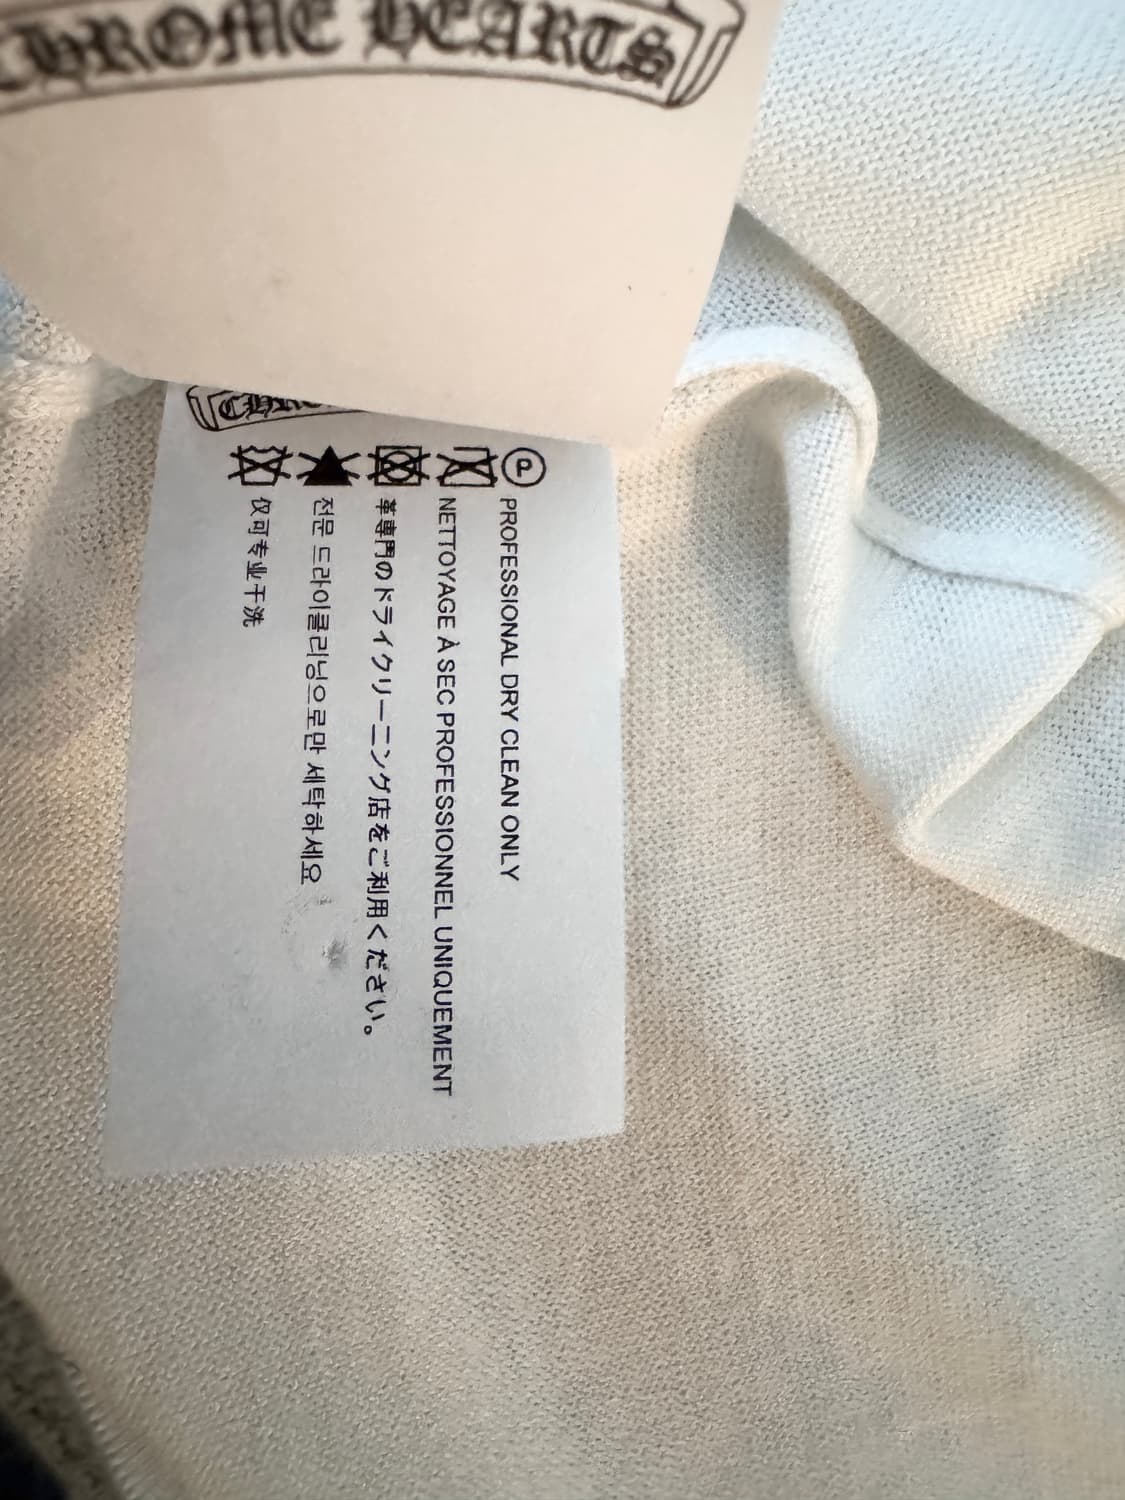 CHROME HEARTS
CHRO
PROFESSIONAL DRY CLEAN ONLY
NETTOYAGE À SEC PROFESSIONNEL UNIQUEMENT
革専門のドライクリーニング店をご利用ください。
전문 드라이클리닝으로만 세탁하세요
仅可专业干洗